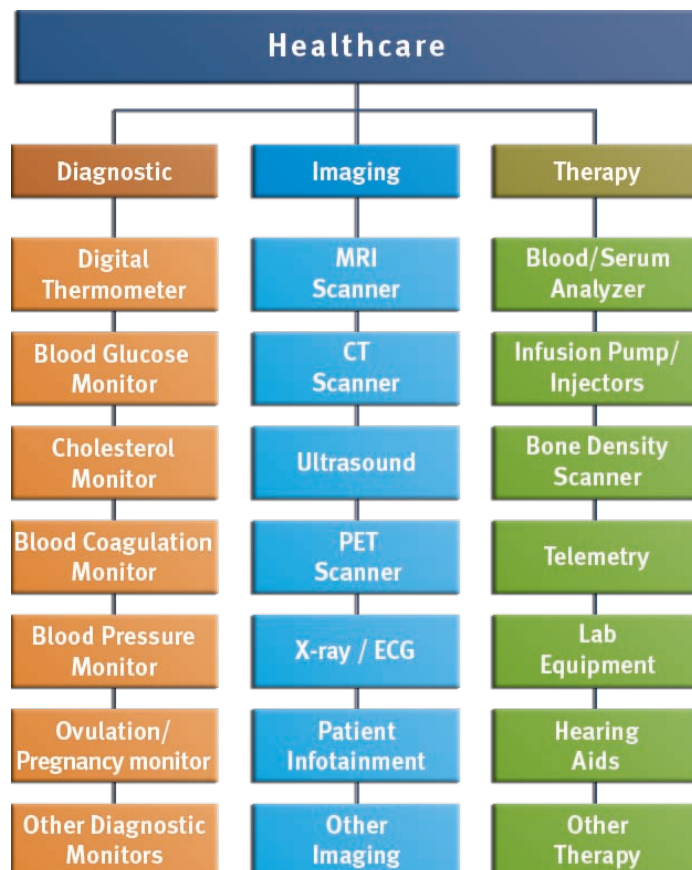 Healthcare
Diagnostic
Imaging
Therapy
Digital
Thermometer
MRI
Scanner
Blood/Serum
Analyzer
Blood Glucose
Monitor
CT
Scanner
Infusion Pump/
Injectors
Cholesterol
Monitor
Ultrasound
Bone Density
Scanner
Blood Coagulation
Monitor
PET
Scanner
Telemetry
Blood Pressure
Monitor
X-ray / ECG
Lab
Equipment
Ovulation/
Pregnancy monitor
Patient
Infotainment
Hearing
Aids
Other Diagnostic
Monitors
Other
Imaging
Other
Therapy